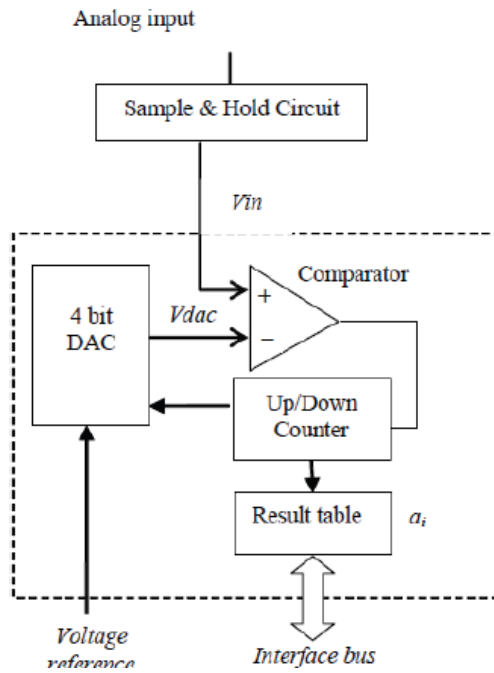 Analog input
Sample & Hold Circuit
Vin
Comparator
4 bit
DAC
Vdac
+
−
Up/Down
Counter
Result table
aᵢ
Voltage
reference
Interface bus